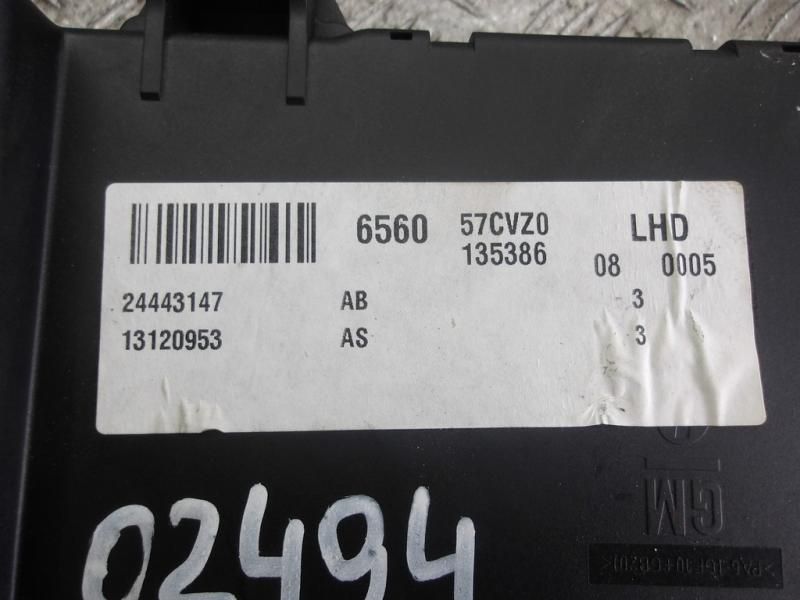 6560 57CVZ0 LHD
135386 08 0005
24443147 AB 3
13120953 AS 3
GM
02494